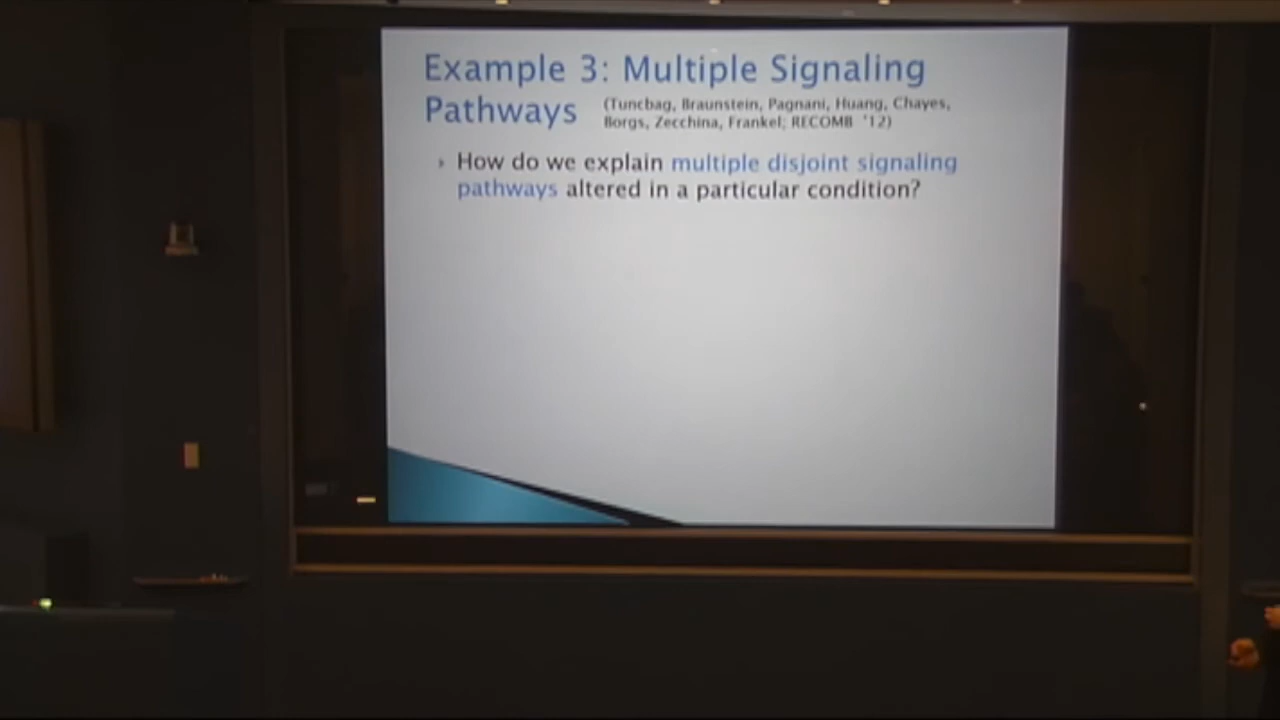 Example 3: Multiple Signaling
Pathways (Tuncbag, Braunstein, Pagnani, Huang, Chayes,
Borgs, Zecchina, Frankel; RECOMB '12)
How do we explain multiple disjoint signaling
pathways altered in a particular condition?